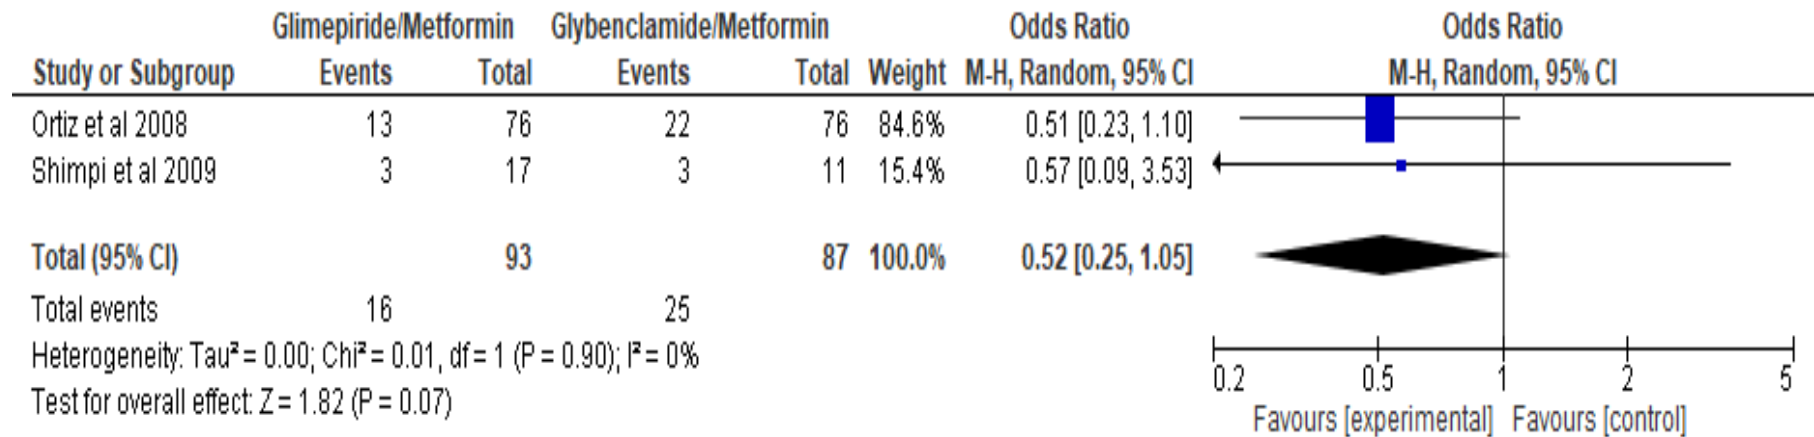 Glimepiride/Metformin Glybenclamide/Metformin Odds Ratio Odds Ratio
Study or Subgroup Events Total Events Total Weight M-H, Random, 95% CI M-H, Random, 95% CI
Ortiz et al 2008 13 76 22 76 84.6% 0.51 [0.23, 1.10]
Shimpi et al 2009 3 17 3 11 15.4% 0.57 [0.09, 3.53]
Total (95% CI) 93 87 100.0% 0.52 [0.25, 1.05]
Total events 16 25
Heterogeneity: Tau² = 0.00; Chi² = 0.01, df = 1 (P = 0.90); I² = 0%
Test for overall effect: Z = 1.82 (P = 0.07)
0.2 0.5 1 2 5
Favours [experimental] Favours [control]